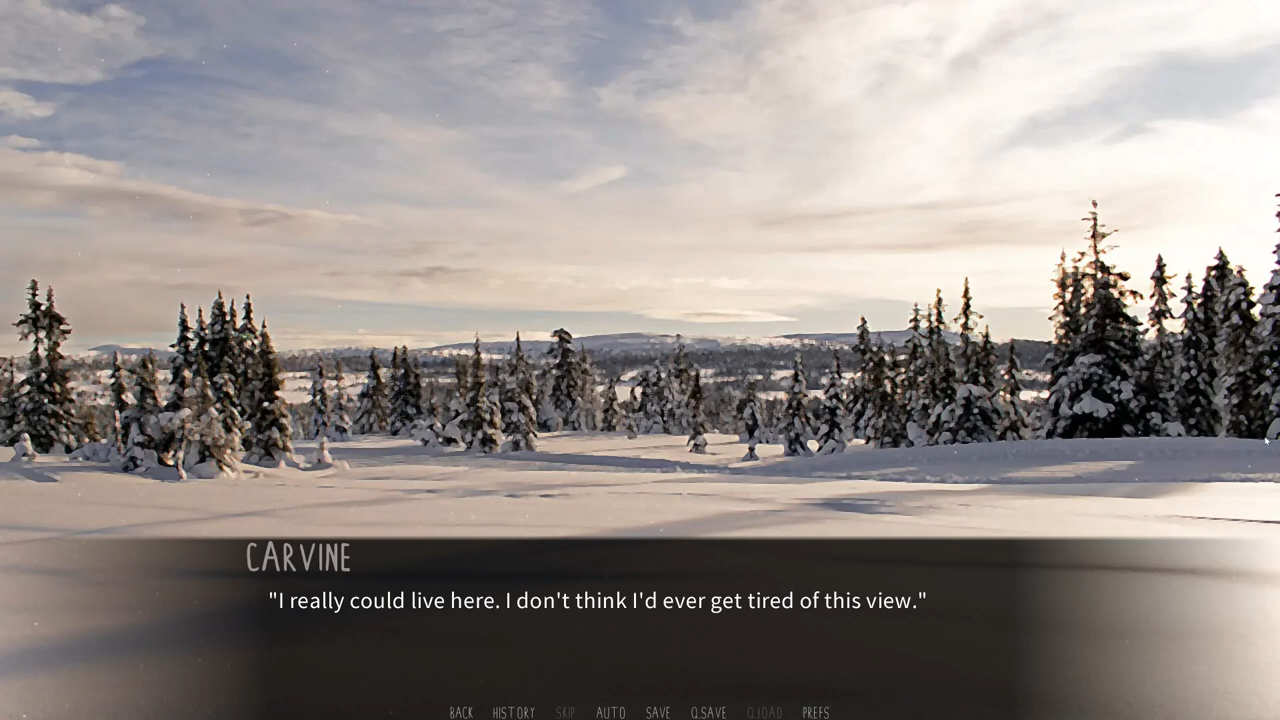 CARVINE
"I really could live here. I don't think I'd ever get tired of this view."
BACK HISTORY SKIP AUTO SAVE Q.SAVE Q.LOAD PREFS